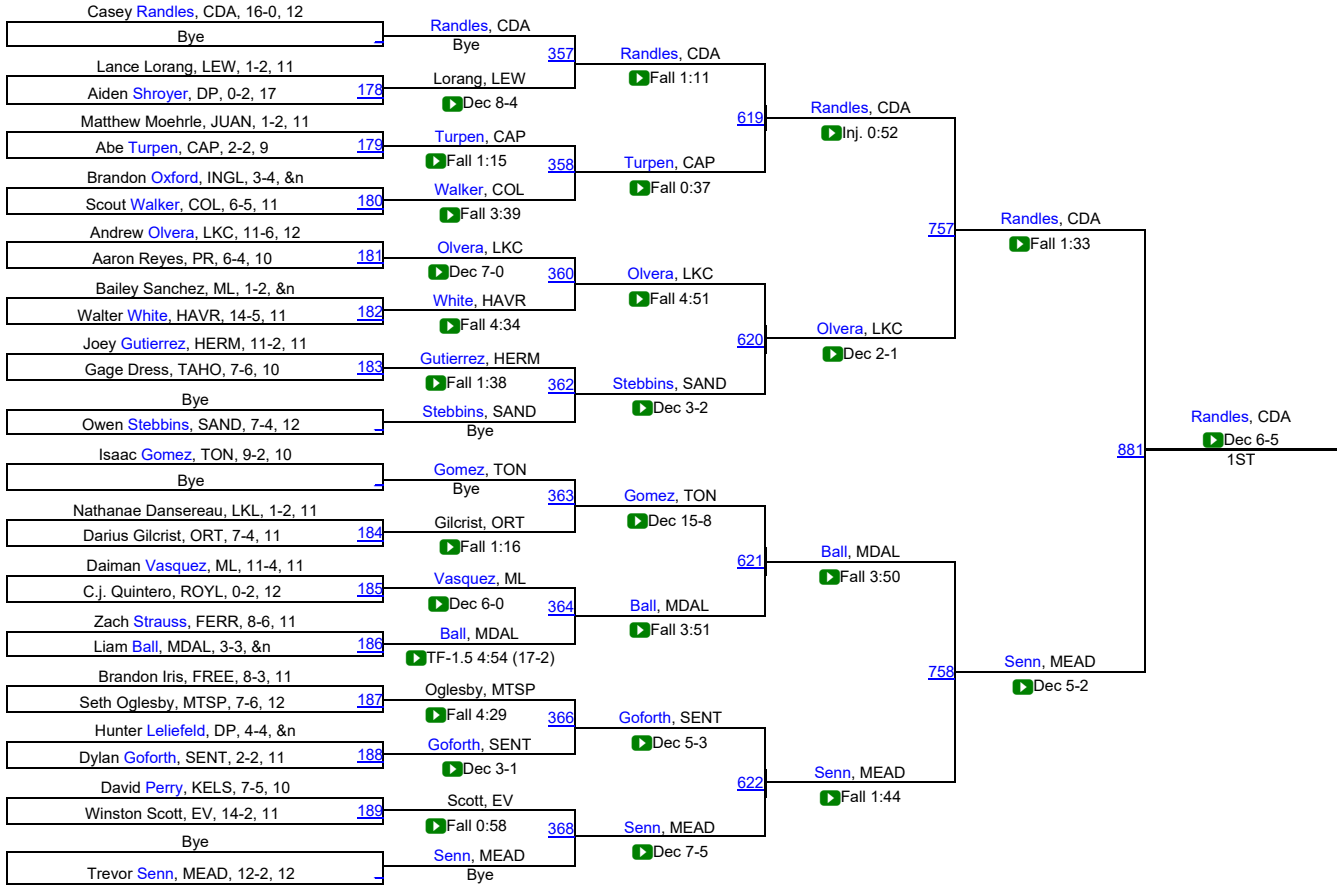 Casey Randles, CDA, 16-0, 12
Bye
Lance Lorang, LEW, 1-2, 11
Aiden Shroyer, DP, 0-2, 17
178
Matthew Moehrle, JUAN, 1-2, 11
Abe Turpen, CAP, 2-2, 9
179
Brandon Oxford, INGL, 3-4, &n
Scout Walker, COL, 6-5, 11
180
Andrew Olvera, LKC, 11-6, 12
Aaron Reyes, PR, 6-4, 10
181
Bailey Sanchez, ML, 1-2, &n
Walter White, HAVR, 14-5, 11
182
Joey Gutierrez, HERM, 11-2, 11
Gage Dress, TAHO, 7-6, 10
183
Bye
Owen Stebbins, SAND, 7-4, 12
Isaac Gomez, TON, 9-2, 10
Bye
Nathanae Dansereau, LKL, 1-2, 11
Darius Gilcrist, ORT, 7-4, 11
184
Daiman Vasquez, ML, 11-4, 11
C.j. Quintero, ROYL, 0-2, 12
185
Zach Strauss, FERR, 8-6, 11
Liam Ball, MDAL, 3-3, &n
186
Brandon Iris, FREE, 8-3, 11
Seth Oglesby, MTSP, 7-6, 12
187
Hunter Leliefeld, DP, 4-4, &n
Dylan Goforth, SENT, 2-2, 11
188
David Perry, KELS, 7-5, 10
Winston Scott, EV, 14-2, 11
189
Bye
Trevor Senn, MEAD, 12-2, 12
Randles, CDA
Bye
357
Lorang, LEW
Dec 8-4
Turpen, CAP
Fall 1:15
358
Walker, COL
Fall 3:39
Olvera, LKC
Dec 7-0
360
White, HAVR
Fall 4:34
Gutierrez, HERM
Fall 1:38
362
Stebbins, SAND
Bye
Gomez, TON
Bye
363
Gilcrist, ORT
Fall 1:16
Vasquez, ML
Dec 6-0
364
Ball, MDAL
TF-1.5 4:54 (17-2)
Oglesby, MTSP
Fall 4:29
366
Goforth, SENT
Dec 3-1
Scott, EV
Fall 0:58
368
Senn, MEAD
Bye
Randles, CDA
Fall 1:11
619
Turpen, CAP
Fall 0:37
Olvera, LKC
Fall 4:51
620
Stebbins, SAND
Dec 3-2
Gomez, TON
Dec 15-8
621
Ball, MDAL
Fall 3:51
Goforth, SENT
Dec 5-3
622
Senn, MEAD
Dec 7-5
Randles, CDA
Inj. 0:52
757
Olvera, LKC
Dec 2-1
Ball, MDAL
Fall 3:50
758
Senn, MEAD
Fall 1:44
Randles, CDA
Fall 1:33
881
Senn, MEAD
Dec 5-2
Randles, CDA
Dec 6-5
1ST